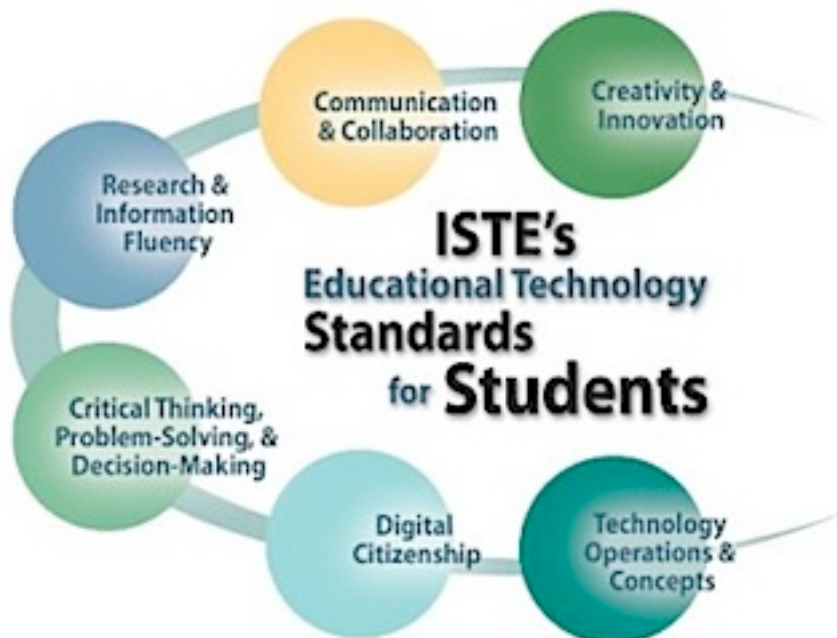 Communication
& Collaboration
Creativity &
Innovation
Research &
Information
Fluency
ISTE's
Educational Technology
Standards
for Students
Critical Thinking,
Problem-Solving, &
Decision-Making
Digital
Citizenship
Technology
Operations &
Concepts